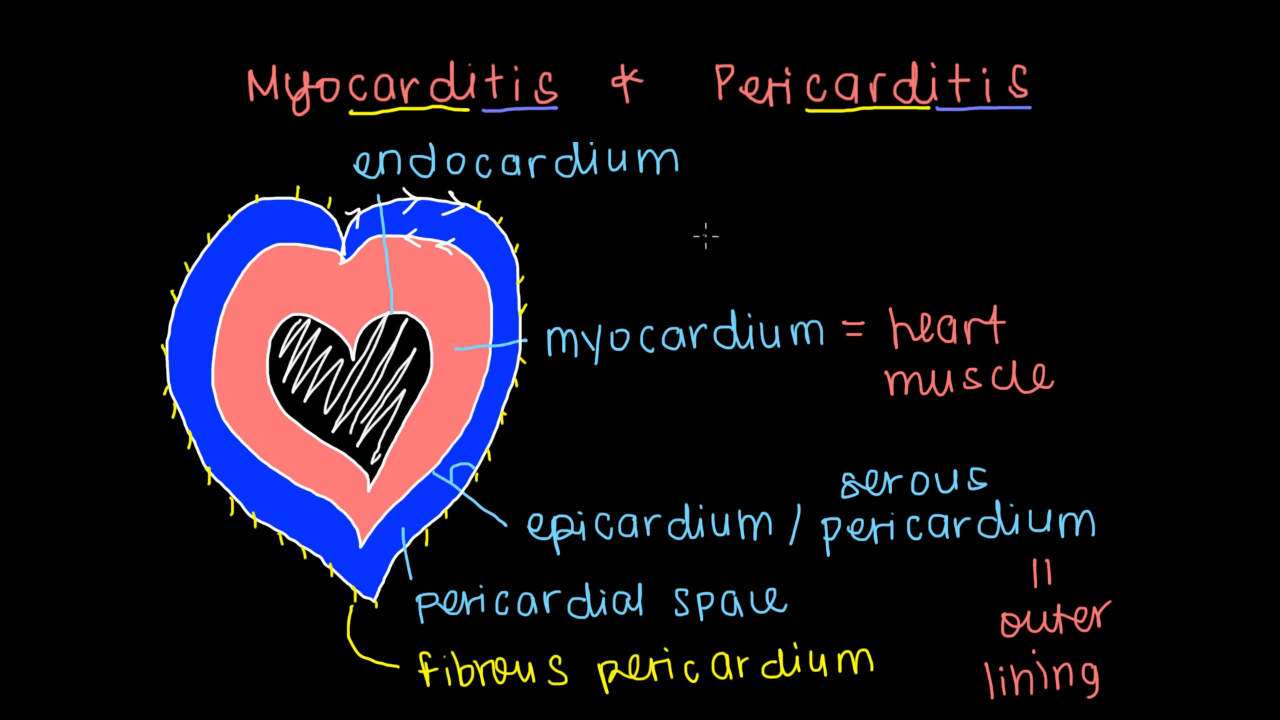 Myocarditis & Pericarditis
endocardium
myocardium = heart
muscle
serous
epicardium / pericardium
=
outer
lining
pericardial space
fibrous pericardium